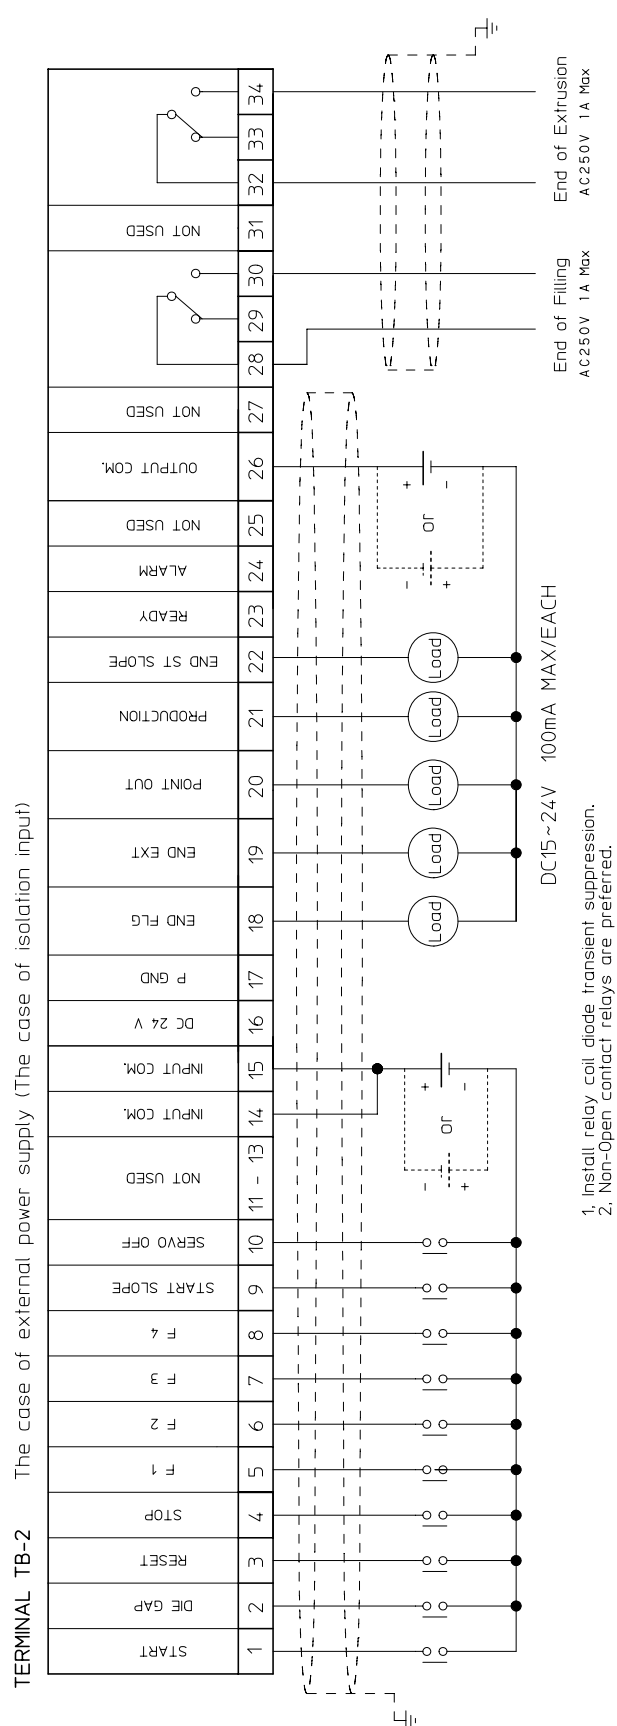 TERMINAL TB-2 The case of external power supply (The case of isolation input)
1 START
2 DIE GAP
3 RESET
4 STOP
5 F 1
6 F 2
7 F 3
8 F 4
9 START SLOPE
10 SERVO OFF
11 - 13 NOT USED
14 INPUT COM.
15 INPUT COM.
16 DC 24 V
17 P GND
18 END FLG
19 END EXT
20 POINT OUT
21 PRODUCTION
22 END ST SLOPE
23 READY
24 ALARM
25 NOT USED
26 OUTPUT COM.
27 NOT USED
28
29
30
31 NOT USED
32
33
34
- +
or
+ -
Load
Load
Load
Load
Load
- +
or
+ -
DC15~24V 100mA MAX/EACH
End of Filling
AC250V 1A Max
End of Extrusion
AC250V 1A Max
1, Install relay coil diode transient suppression.
2, Non-Open contact relays are preferred.